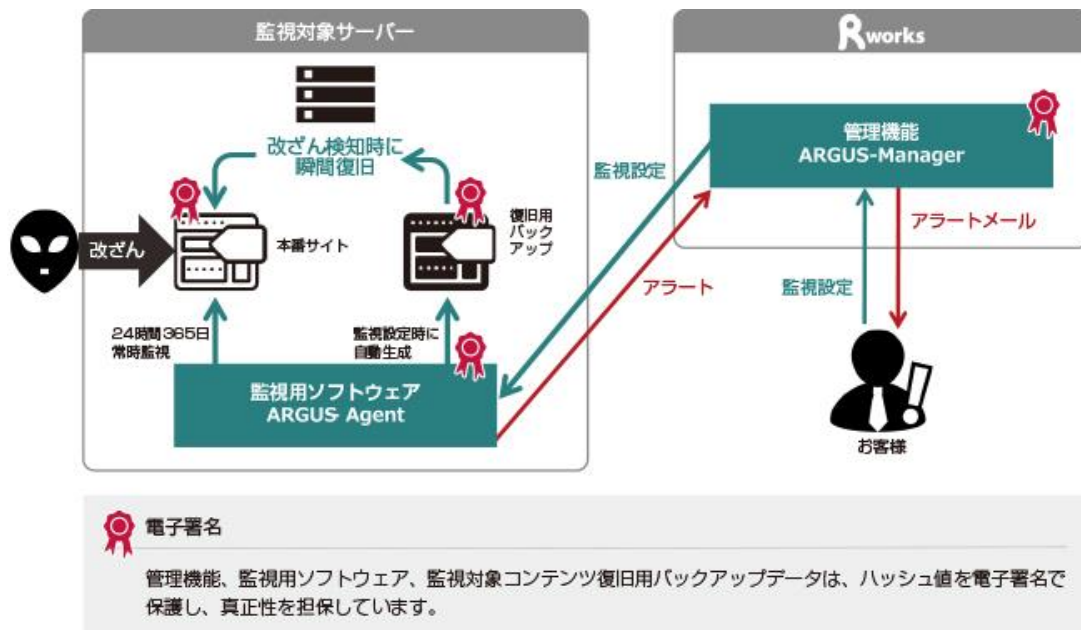 監視対象サーバー
Rworks
改ざん検知時に
瞬間復旧
管理機能
ARGUS-Manager
監視設定
復旧用
バック
アップ
本番サイト
改ざん
アラートメール
アラート
監視設定
24時間365日
常時監視
監視設定時に
自動生成
監視用ソフトウェア
ARGUS-Agent
お客様
電子署名
管理機能、監視用ソフトウェア、監視対象コンテンツ復旧用バックアップデータは、ハッシュ値を電子署名で
保護し、真正性を担保しています。